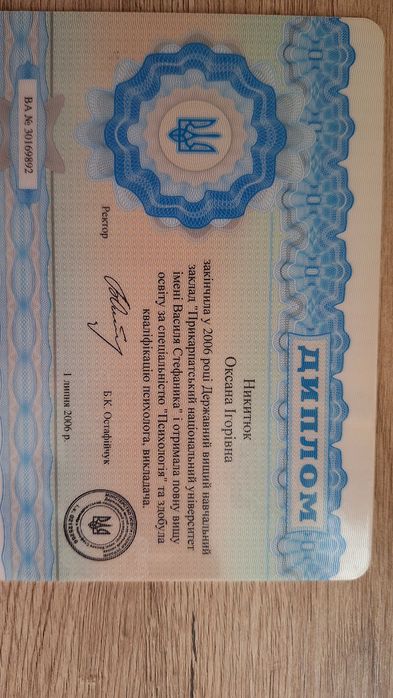 ДИПЛОМ
Никитюк
Оксана Ігорівна
закінчила у 2006 році Державний вищий навчальний
заклад "Прикарпатський національний університет
імені Василя Стефаника" і отримала повну вищу
освіту за спеціальністю "Психологія" та здобула
кваліфікацію психолога, викладача.
Ректор
Б.К. Остафійчук
1 липня 2006 р.
ВА № 30169892